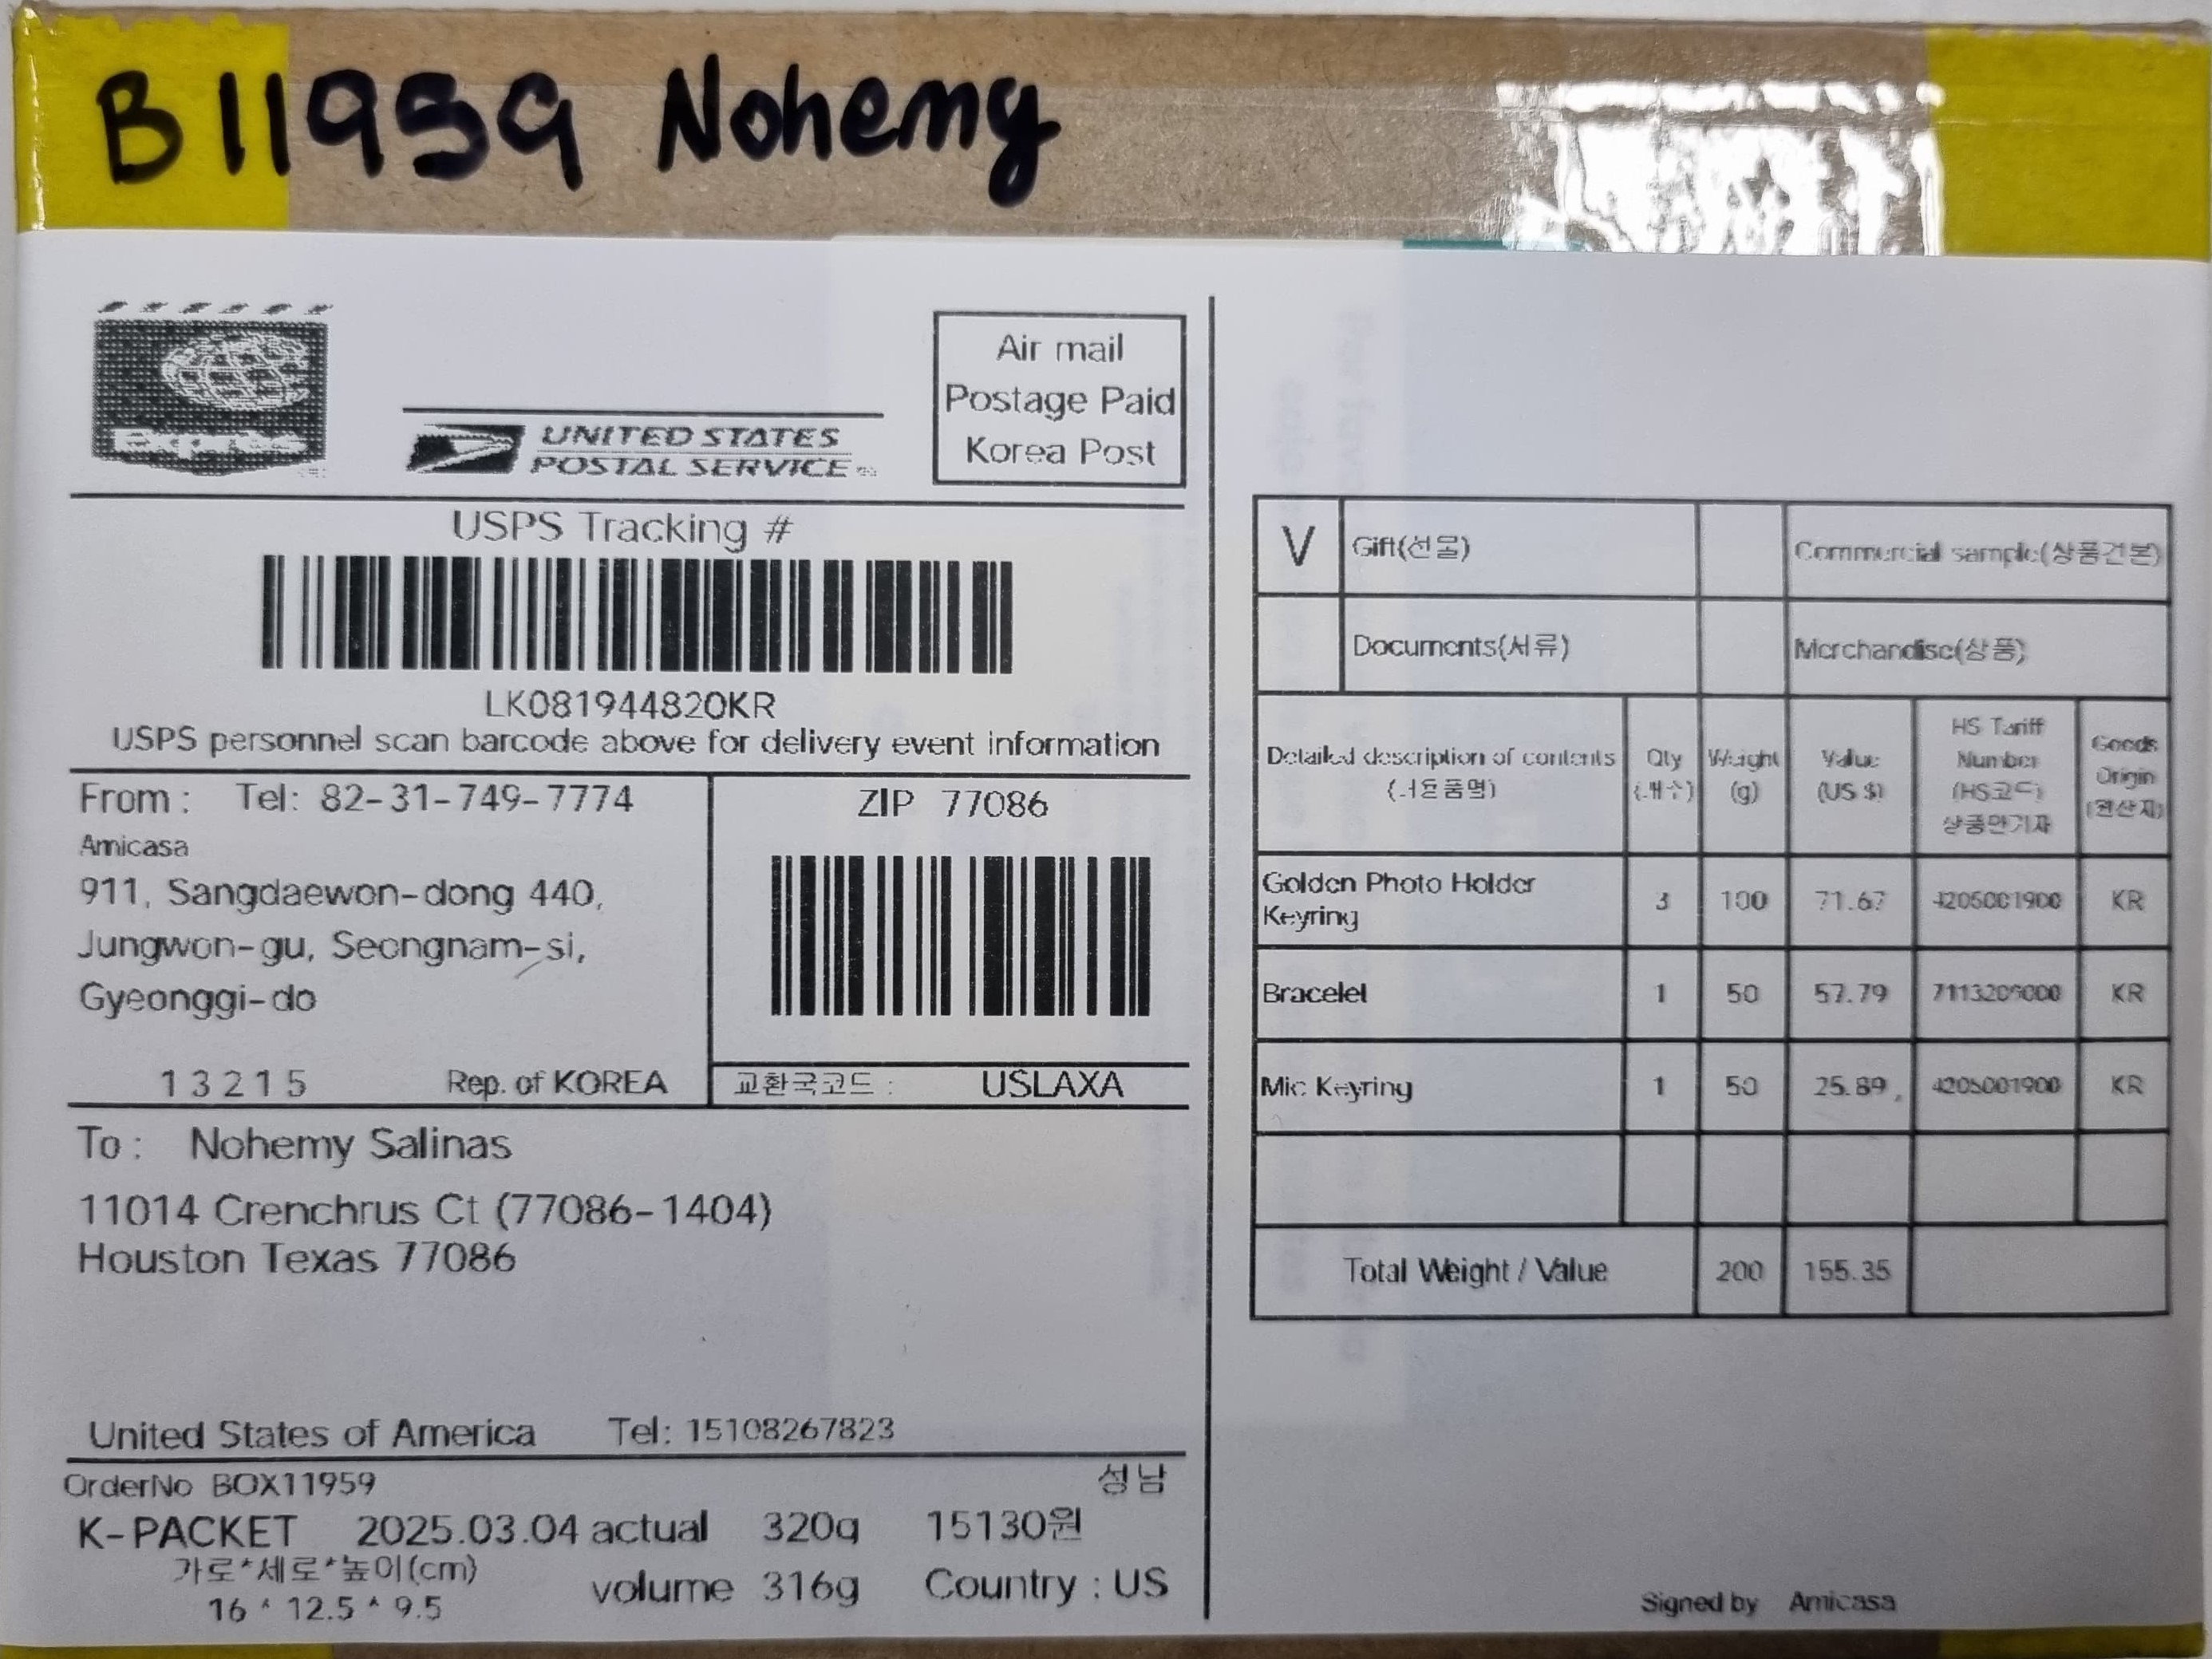 B11959 Nohemy
Express
UNITED STATES
POSTAL SERVICE
Air mail
Postage Paid
Korea Post
USPS Tracking #
LK081944820KR
USPS personnel scan barcode above for delivery event information
From : Tel: 82-31-749-7774
Amicasa
911, Sangdaewon-dong 440,
Jungwon-gu, Seongnam-si,
Gyeonggi-do
13215 Rep. of KOREA
ZIP 77086
교환국코드 : USLAXA
To : Nohemy Salinas
11014 Crenchrus Ct (77086-1404)
Houston Texas 77086
United States of America Tel: 15108267823
OrderNo BOX11959 성남
K-PACKET 2025.03.04 actual 320g 15130원
가로*세로*높이(cm)
16 * 12.5 * 9.5
volume 316g Country : US
V Gift(선물) Commercial sample(상품견본)
Documents(서류) Merchandise(상품)
Detailed description of contents
(내용품명)
Qty
(개수)
Weight
(g)
Value
(US $)
HS Tariff
Number
(HS코드)
Goods
Origin
(원산지)
Golden Photo Holder
Keyring 3 100 71.67 4205001900 KR
Bracelet 1 50 57.79 KR
Mic Keyring 1 50 25.89 4205001900 KR
Total Weight / Value 200 155.35
Signed by Amicasa